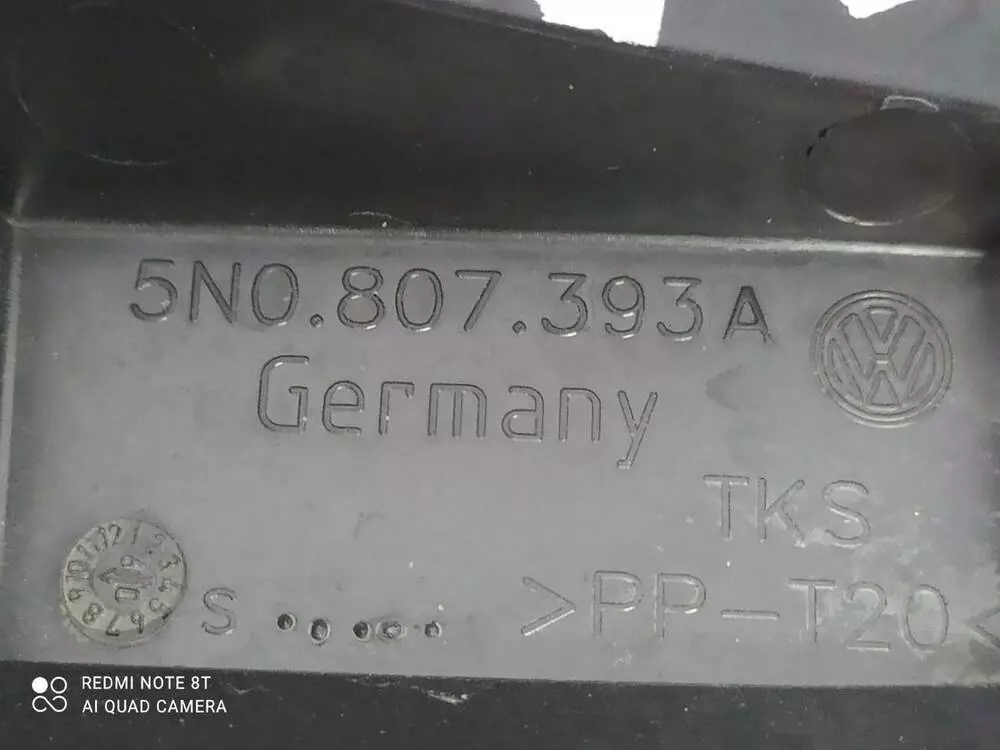 5N0.807.393A
Germany
TKS
S
>PP-T20<
REDMI NOTE 8T
AI QUAD CAMERA